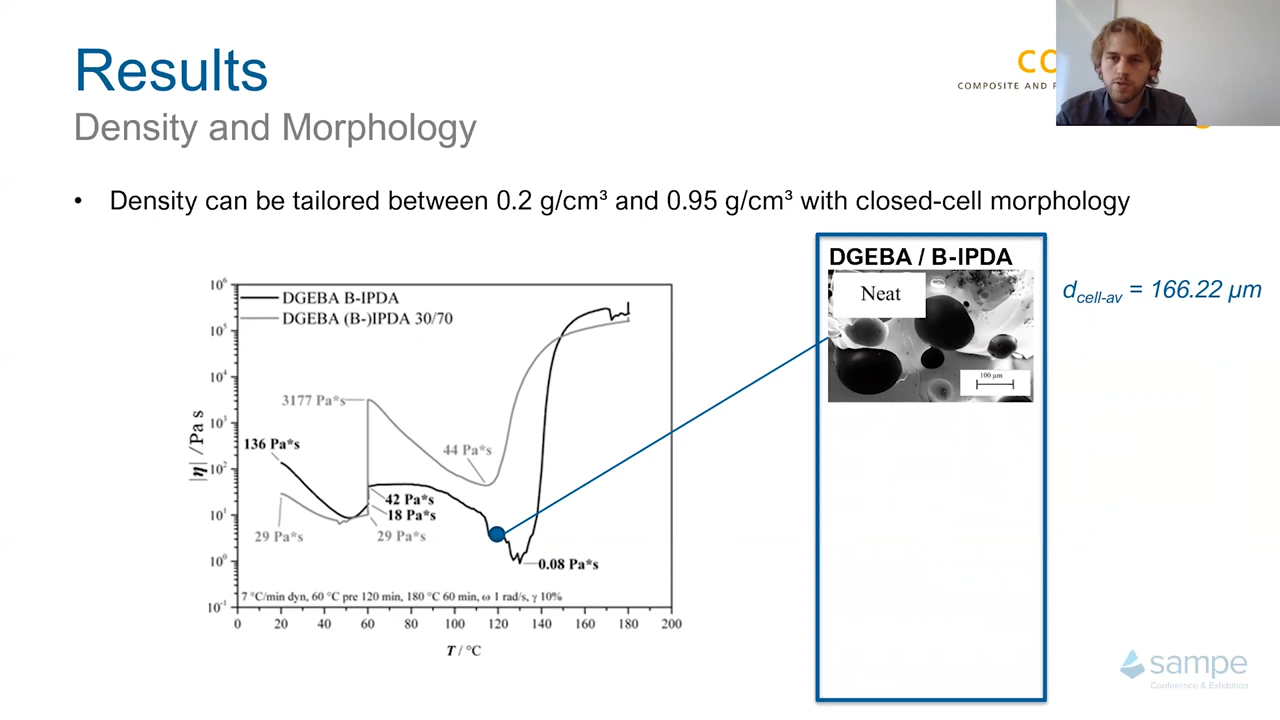 Results
CO
COMPOSITE AND F
Density and Morphology
• Density can be tailored between 0.2 g/cm³ and 0.95 g/cm³ with closed-cell morphology
DGEBA / B-IPDA
Neat
100 µm
d_cell-av = 166.22 µm
DGEBA B-IPDA
DGEBA (B-)IPDA 30/70
10⁶
10⁵
10⁴
10³
10²
10¹
10⁰
10⁻¹
|η| /Pa s
3177 Pa*s
136 Pa*s
44 Pa*s
42 Pa*s
18 Pa*s
29 Pa*s
29 Pa*s
0.08 Pa*s
7 °C/min dyn, 60 °C pre 120 min, 180 °C 60 min, ω 1 rad/s, γ 10%
0 20 40 60 80 100 120 140 160 180 200
T / °C
sampe
Conference & Exhibition